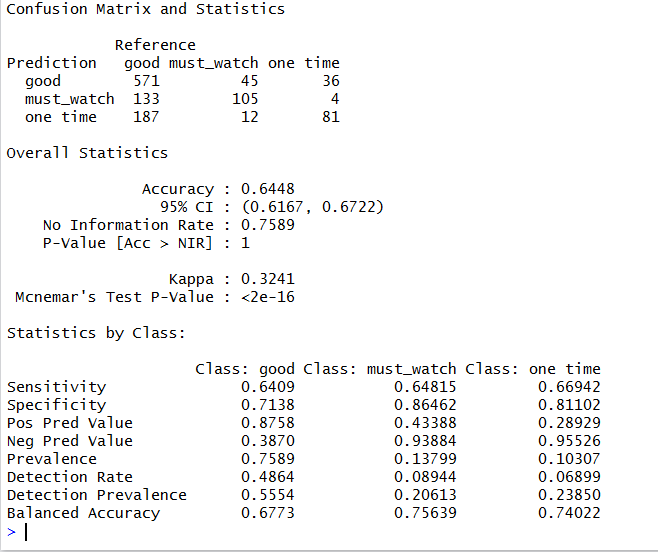 Confusion Matrix and Statistics
Reference
Prediction good must_watch one time
good 571 45 36
must_watch 133 105 4
one time 187 12 81
Overall Statistics
Accuracy : 0.6448
95% CI : (0.6167, 0.6722)
No Information Rate : 0.7589
P-Value [Acc > NIR] : 1
Kappa : 0.3241
Mcnemar's Test P-Value : <2e-16
Statistics by Class:
Class: good Class: must_watch Class: one time
Sensitivity 0.6409 0.64815 0.66942
Specificity 0.7138 0.86462 0.81102
Pos Pred Value 0.8758 0.43388 0.28929
Neg Pred Value 0.3870 0.93884 0.95526
Prevalence 0.7589 0.13799 0.10307
Detection Rate 0.4864 0.08944 0.06899
Detection Prevalence 0.5554 0.20613 0.23850
Balanced Accuracy 0.6773 0.75639 0.74022
>